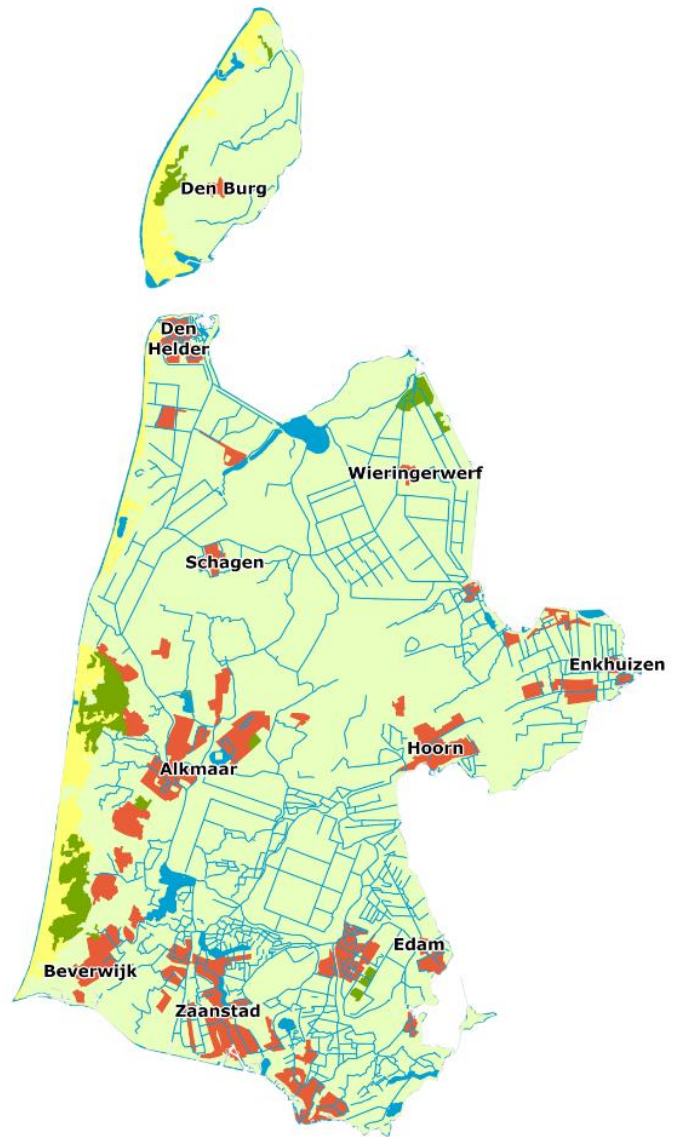 Den Burg
Den
Helder
Wieringerwerf
Schagen
Enkhuizen
Hoorn
Alkmaar
Edam
Beverwijk
Zaanstad